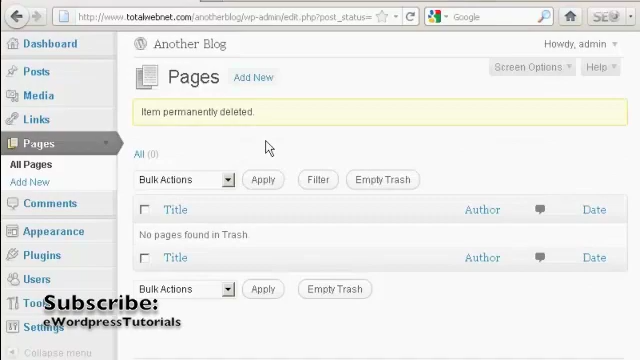 www.totalwebnet.com/anotherblog/wp-admin/edit.php?post_status=
Google
SEO
Dashboard
Another Blog
Howdy, admin
Posts
Pages
Add New
Screen Options
Help
Media
Item permanently deleted.
Links
Pages
All (0)
All Pages
Add New
Bulk Actions
Apply
Filter
Empty Trash
Comments
Title
Author
Date
Appearance
No pages found in Trash.
Plugins
Title
Author
Date
Users
Bulk Actions
Apply
Empty Trash
Subscribe:
eWordpressTutorials
Settings
Collapse menu